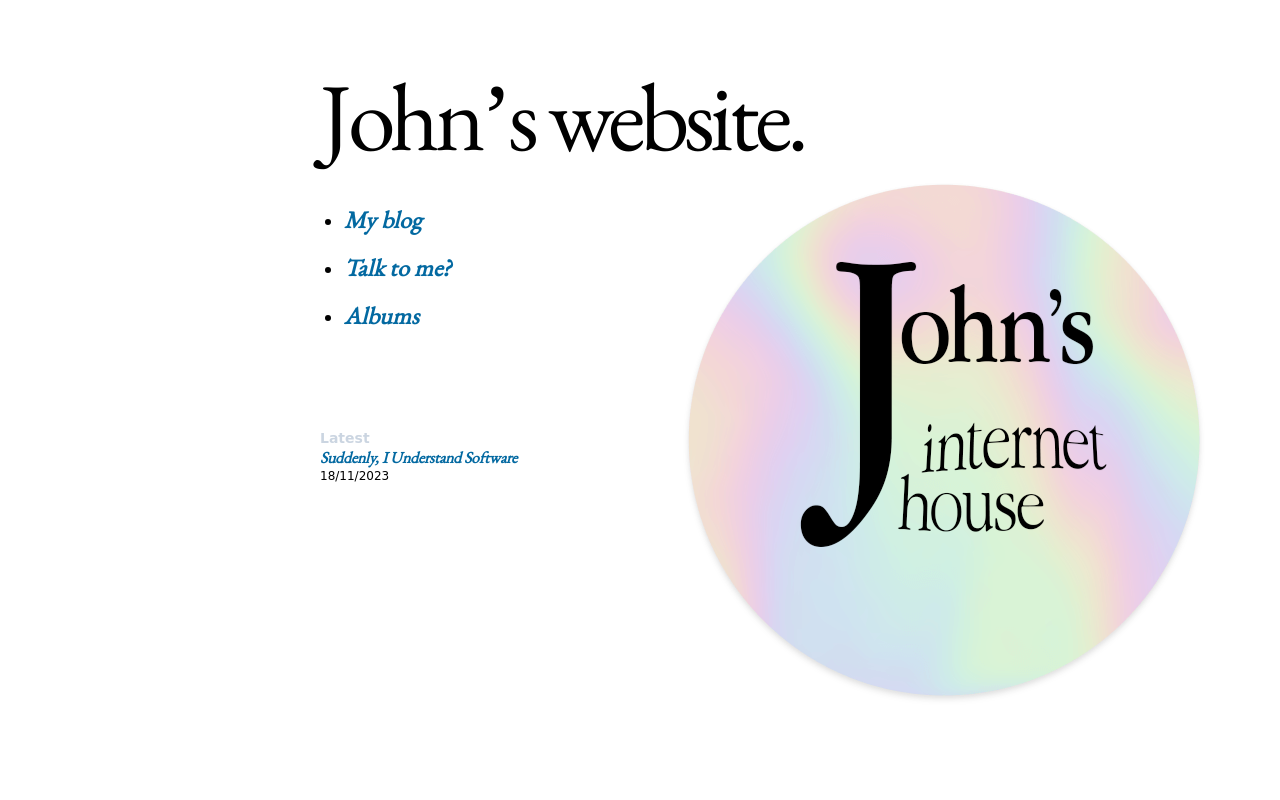 John’s website.
My blog
Talk to me?
Albums
Latest
Suddenly, I Understand Software
18/11/2023
John’s
internet
house